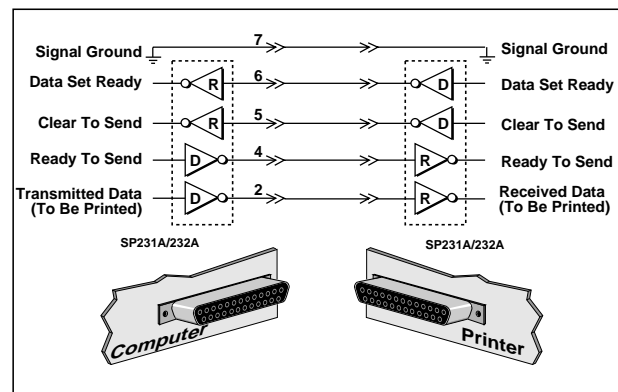 Signal Ground 7 Signal Ground
Data Set Ready R 6 D Data Set Ready
Clear To Send R 5 D Clear To Send
Ready To Send D 4 R Ready To Send
Transmitted Data
(To Be Printed) D 2 R Received Data
(To Be Printed)
SP231A/232A SP231A/232A
Computer Printer